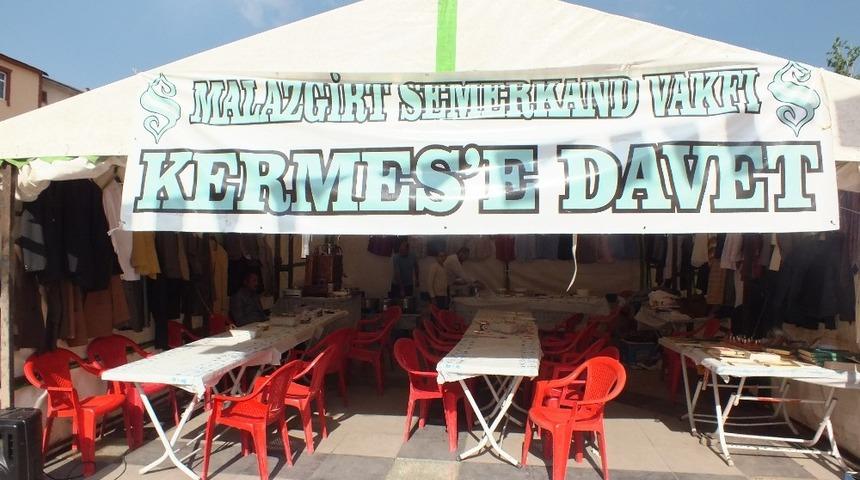 MALAZGİRT SEMERKAND VAKFI
KERMES'E DAVET